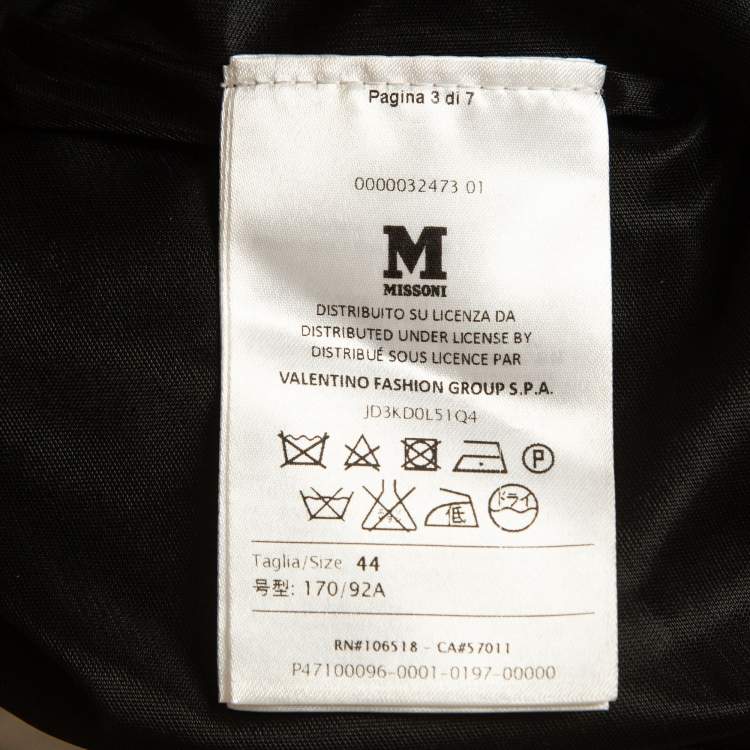 Pagina 3 di 7
0000032473 01
M
MISSONI
DISTRIBUITO SU LICENZA DA
DISTRIBUTED UNDER LICENSE BY
DISTRIBUÉ SOUS LICENCE PAR
VALENTINO FASHION GROUP S.P.A.
JD3KD0L51Q4
P
低 ドライ
Taglia/Size 44
号型: 170/92A
RN#106518 - CA#57011
P47100096-0001-0197-00000